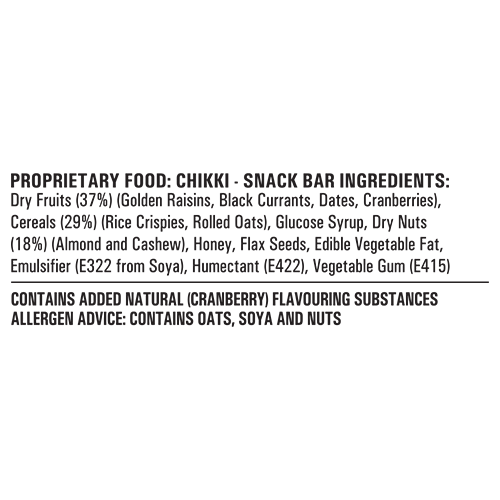 PROPRIETARY FOOD: CHIKKI - SNACK BAR INGREDIENTS:
Dry Fruits (37%) (Golden Raisins, Black Currants, Dates, Cranberries),
Cereals (29%) (Rice Crispies, Rolled Oats), Glucose Syrup, Dry Nuts
(18%) (Almond and Cashew), Honey, Flax Seeds, Edible Vegetable Fat,
Emulsifier (E322 from Soya), Humectant (E422), Vegetable Gum (E415)
CONTAINS ADDED NATURAL (CRANBERRY) FLAVOURING SUBSTANCES
ALLERGEN ADVICE: CONTAINS OATS, SOYA AND NUTS